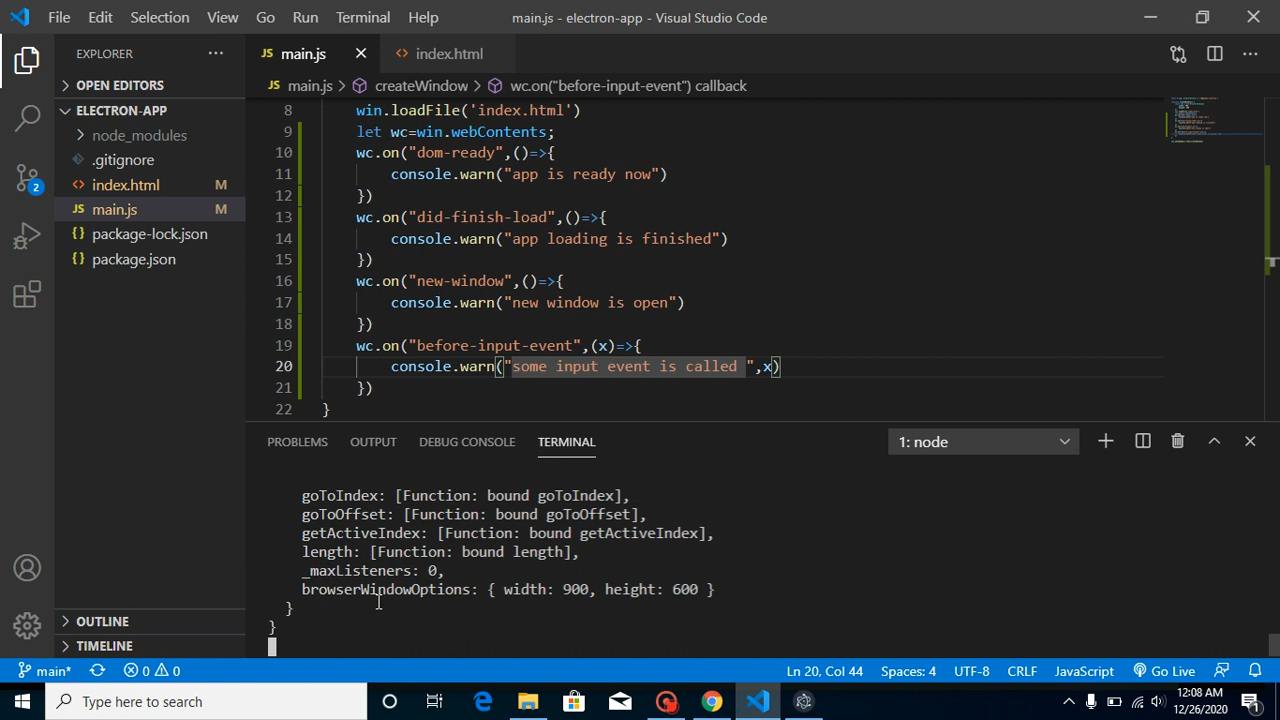 File Edit Selection View Go Run Terminal Help main.js - electron-app - Visual Studio Code
EXPLORER
OPEN EDITORS
ELECTRON-APP
node_modules
.gitignore
index.html M
main.js M
package-lock.json
package.json
OUTLINE
TIMELINE
2
JS main.js <> index.html
JS main.js > createWindow > wc.on("before-input-event") callback
8 win.loadFile('index.html')
9 let wc=win.webContents;
10 wc.on("dom-ready",()=>{
11 console.warn("app is ready now")
12 })
13 wc.on("did-finish-load",()=>{
14 console.warn("app loading is finished")
15 })
16 wc.on("new-window",()=>{
17 console.warn("new window is open")
18 })
19 wc.on("before-input-event",(x)=>{
20 console.warn("some input event is called ",x)
21 })
22 }
PROBLEMS OUTPUT DEBUG CONSOLE TERMINAL 1: node
goToIndex: [Function: bound goToIndex],
goToOffset: [Function: bound goToOffset],
getActiveIndex: [Function: bound getActiveIndex],
length: [Function: bound length],
_maxListeners: 0,
browserWindowOptions: { width: 900, height: 600 }
}
}
main* 0 0 Ln 20, Col 44 Spaces: 4 UTF-8 CRLF JavaScript Go Live
Type here to search
12:08 AM
12/26/2020
1